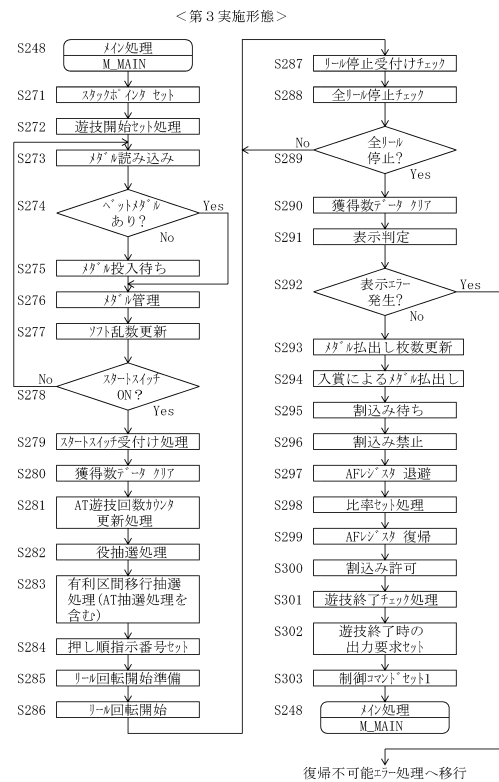 ＜第３実施形態＞
S248
メイン処理
M_MAIN
S271
スタックポインタ セット
S272
遊技開始セット処理
S273
メダル読み込み
S274
ベットメダル
あり？
Yes
No
S275
メダル投入待ち
S276
メダル管理
S277
ソフト乱数更新
No
S278
スタートスイッチ
ON？
Yes
S279
スタートスイッチ受付け処理
S280
獲得数データ クリア
S281
AT遊技回数カウンタ
更新処理
S282
役抽選処理
S283
有利区間移行抽選
処理(AT抽選処理を
含む)
S284
押し順指示番号セット
S285
リール回転開始準備
S286
リール回転開始
S287
リール停止受付けチェック
S288
全リール停止チェック
No
S289
全リール
停止？
Yes
S290
獲得数データ クリア
S291
表示判定
S292
表示エラー
発生？
Yes
No
S293
メダル払出し枚数更新
S294
入賞によるメダル払出し
S295
割込み待ち
S296
割込み禁止
S297
AFレジスタ 退避
S298
比率セット処理
S299
AFレジスタ 復帰
S300
割込み許可
S301
遊技終了チェック処理
S302
遊技終了時の
出力要求セット
S303
制御コマンドセット1
S248
メイン処理
M_MAIN
復帰不可能エラー処理へ移行